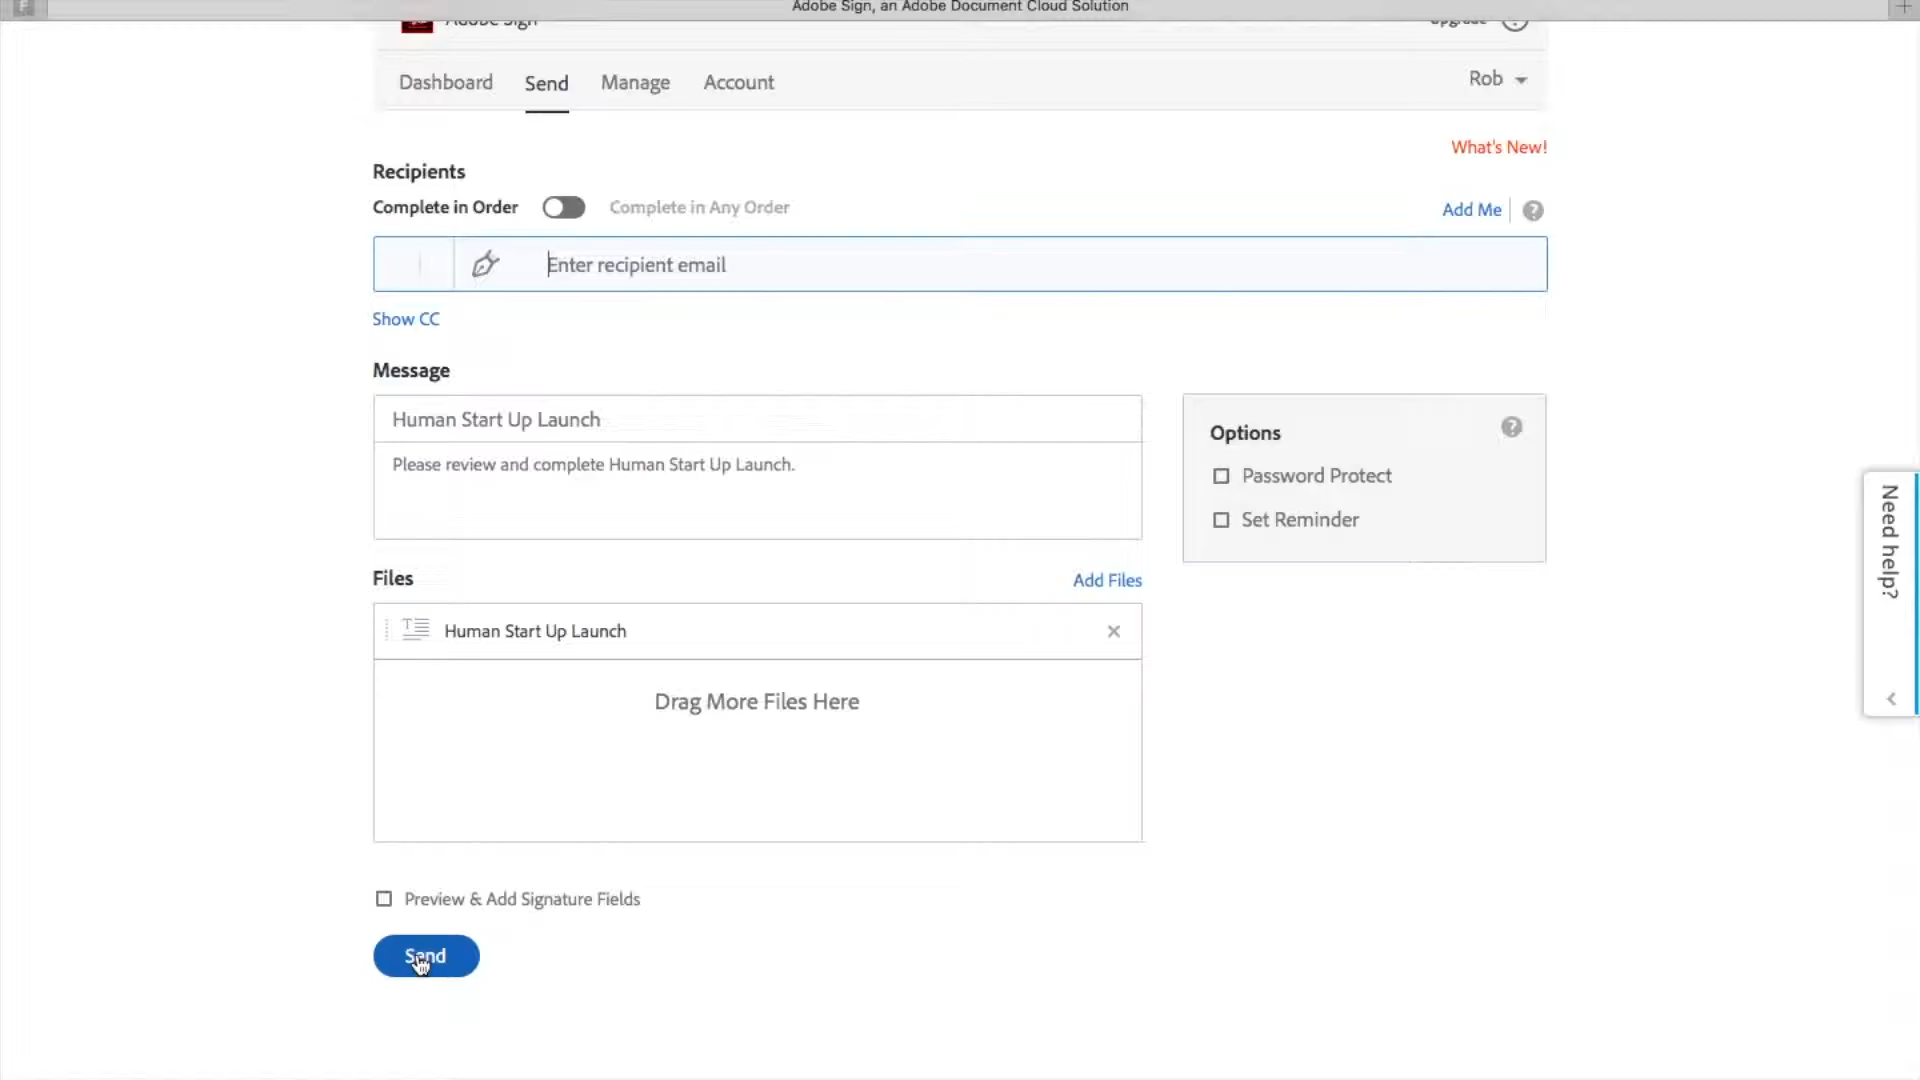 Adobe Sign, an Adobe Document Cloud Solution
Adobe Sign
Upgrade
Dashboard Send Manage Account Rob
What's New!
Recipients
Complete in Order Complete in Any Order Add Me ?
Enter recipient email
Show CC
Message
Human Start Up Launch
Please review and complete Human Start Up Launch.
Options ?
Password Protect
Set Reminder
Need help?
Files Add Files
Human Start Up Launch
Drag More Files Here
Preview & Add Signature Fields
Send